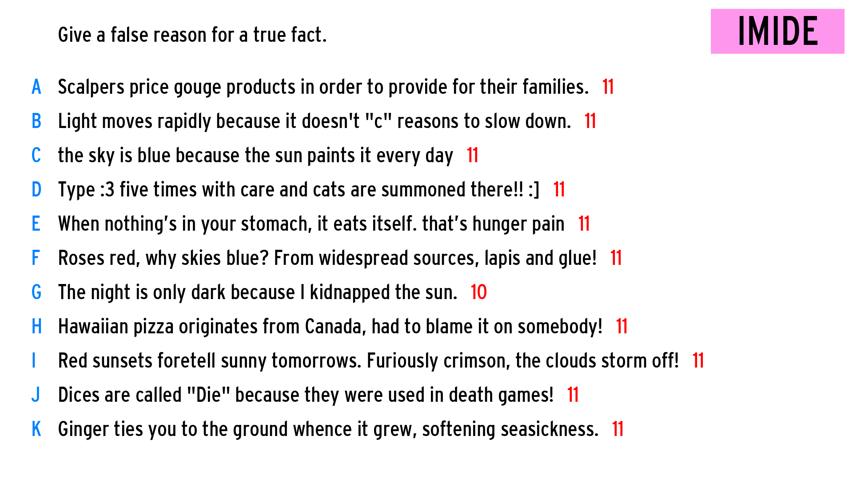 Give a false reason for a true fact.
IMIDE
A Scalpers price gouge products in order to provide for their families. 11
B Light moves rapidly because it doesn't "c" reasons to slow down. 11
C the sky is blue because the sun paints it every day 11
D Type :3 five times with care and cats are summoned there!! :] 11
E When nothing's in your stomach, it eats itself. that's hunger pain 11
F Roses red, why skies blue? From widespread sources, lapis and glue! 11
G The night is only dark because I kidnapped the sun. 10
H Hawaiian pizza originates from Canada, had to blame it on somebody! 11
I Red sunsets foretell sunny tomorrows. Furiously crimson, the clouds storm off! 11
J Dices are called "Die" because they were used in death games! 11
K Ginger ties you to the ground whence it grew, softening seasickness. 11